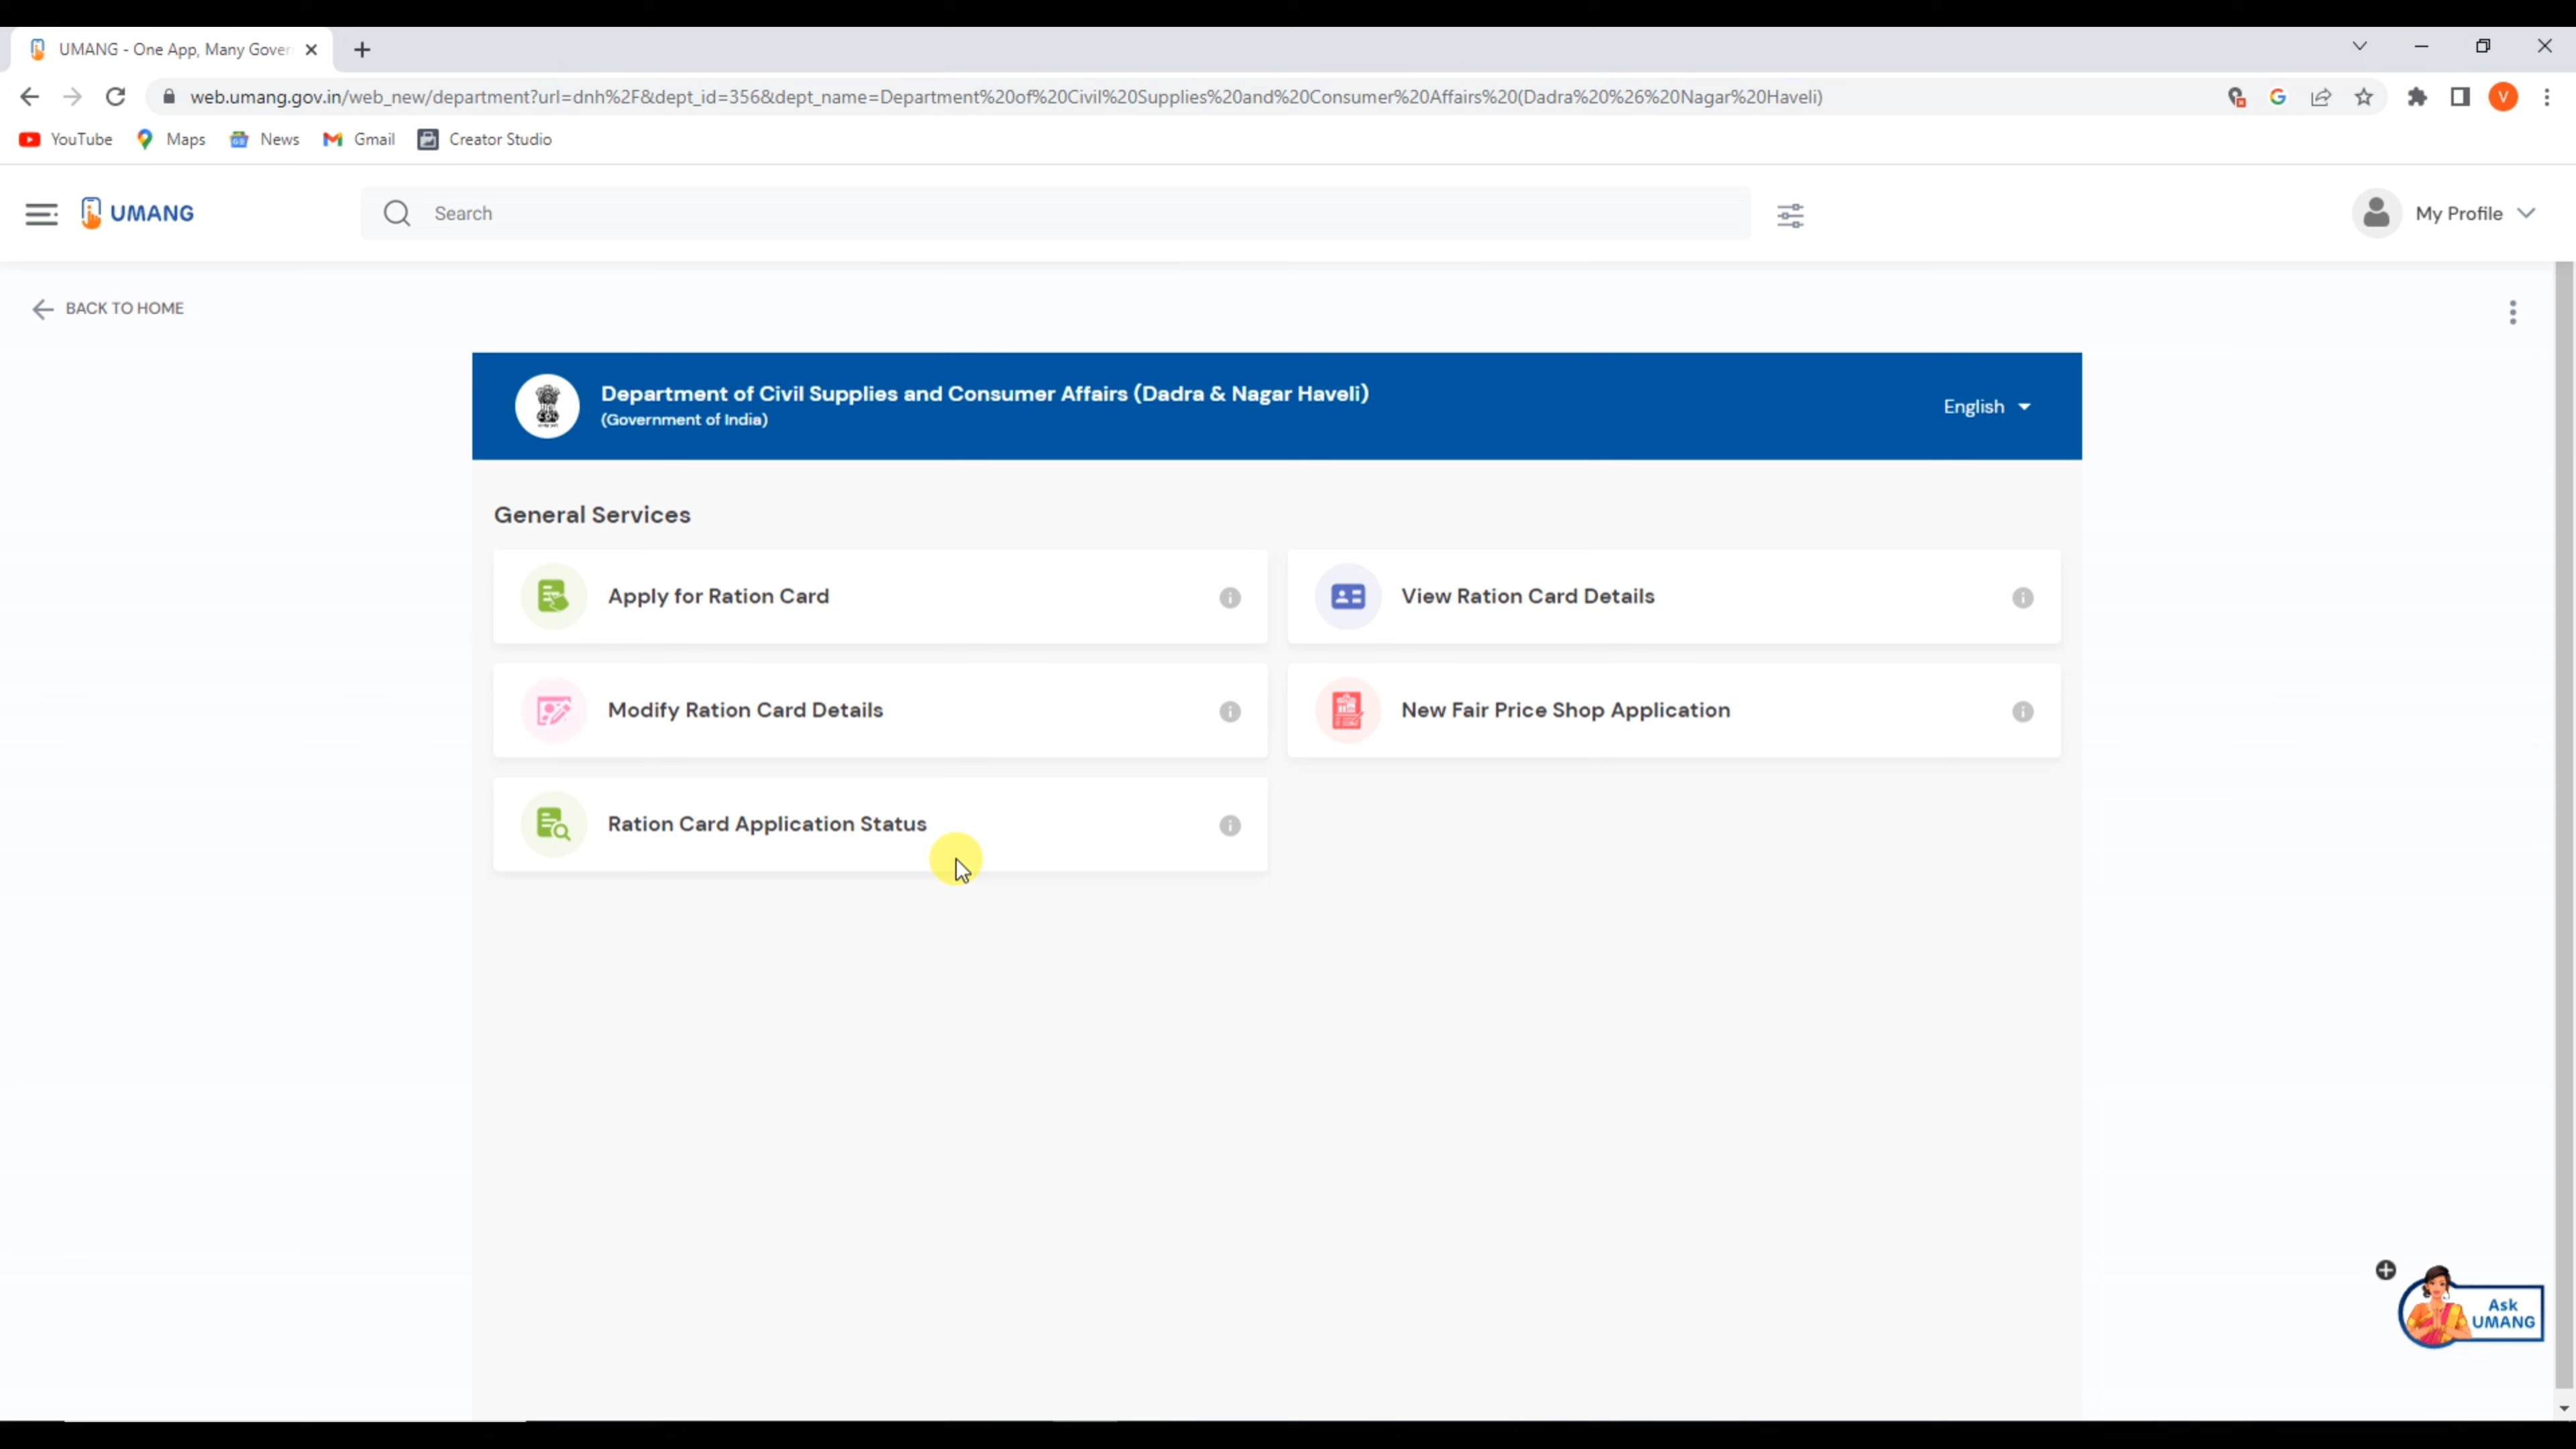 UMANG - One App, Many Gover
web.umang.gov.in/web_new/department?url=dnh%2F&dept_id=356&dept_name=Department%20of%20Civil%20Supplies%20and%20Consumer%20Affairs%20(Dadra%20%26%20Nagar%20Haveli)
V
YouTube Maps News Gmail Creator Studio
UMANG
Search
My Profile
BACK TO HOME
Department of Civil Supplies and Consumer Affairs (Dadra & Nagar Haveli)
(Government of India)
English
General Services
Apply for Ration Card
View Ration Card Details
Modify Ration Card Details
New Fair Price Shop Application
Ration Card Application Status
Ask
UMANG